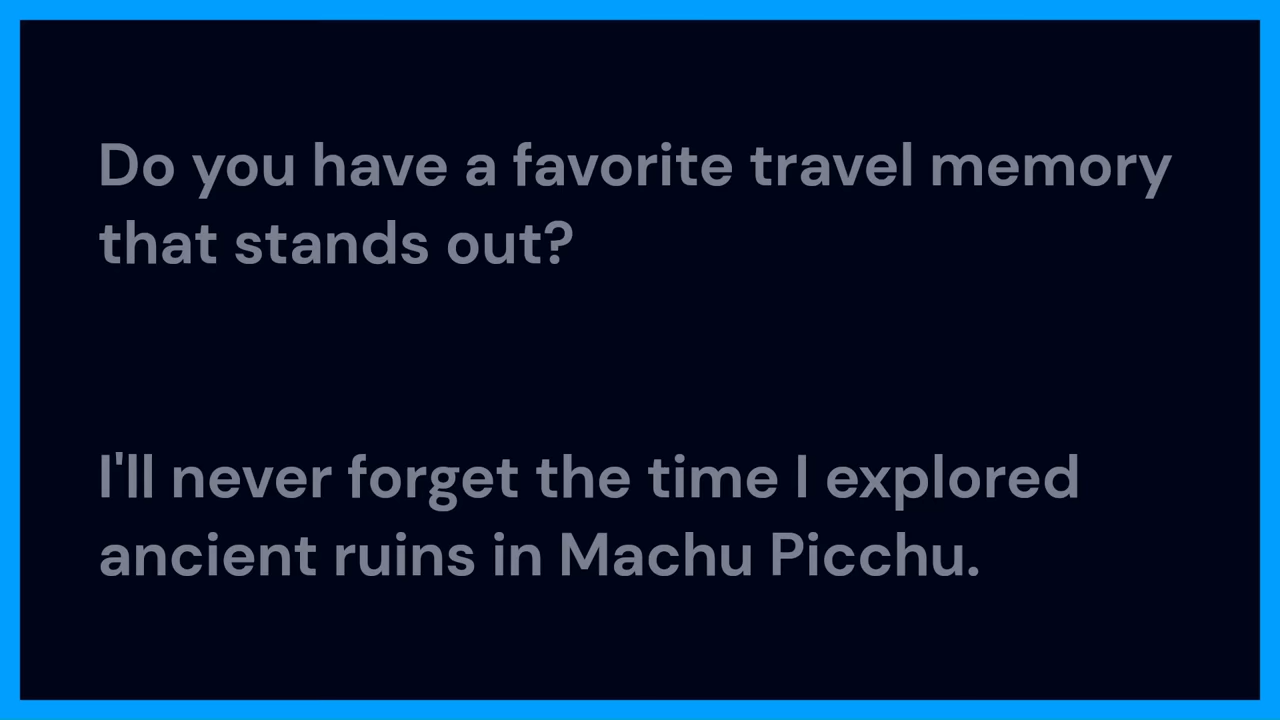 Do you have a favorite travel memory
that stands out?
I'll never forget the time I explored
ancient ruins in Machu Picchu.